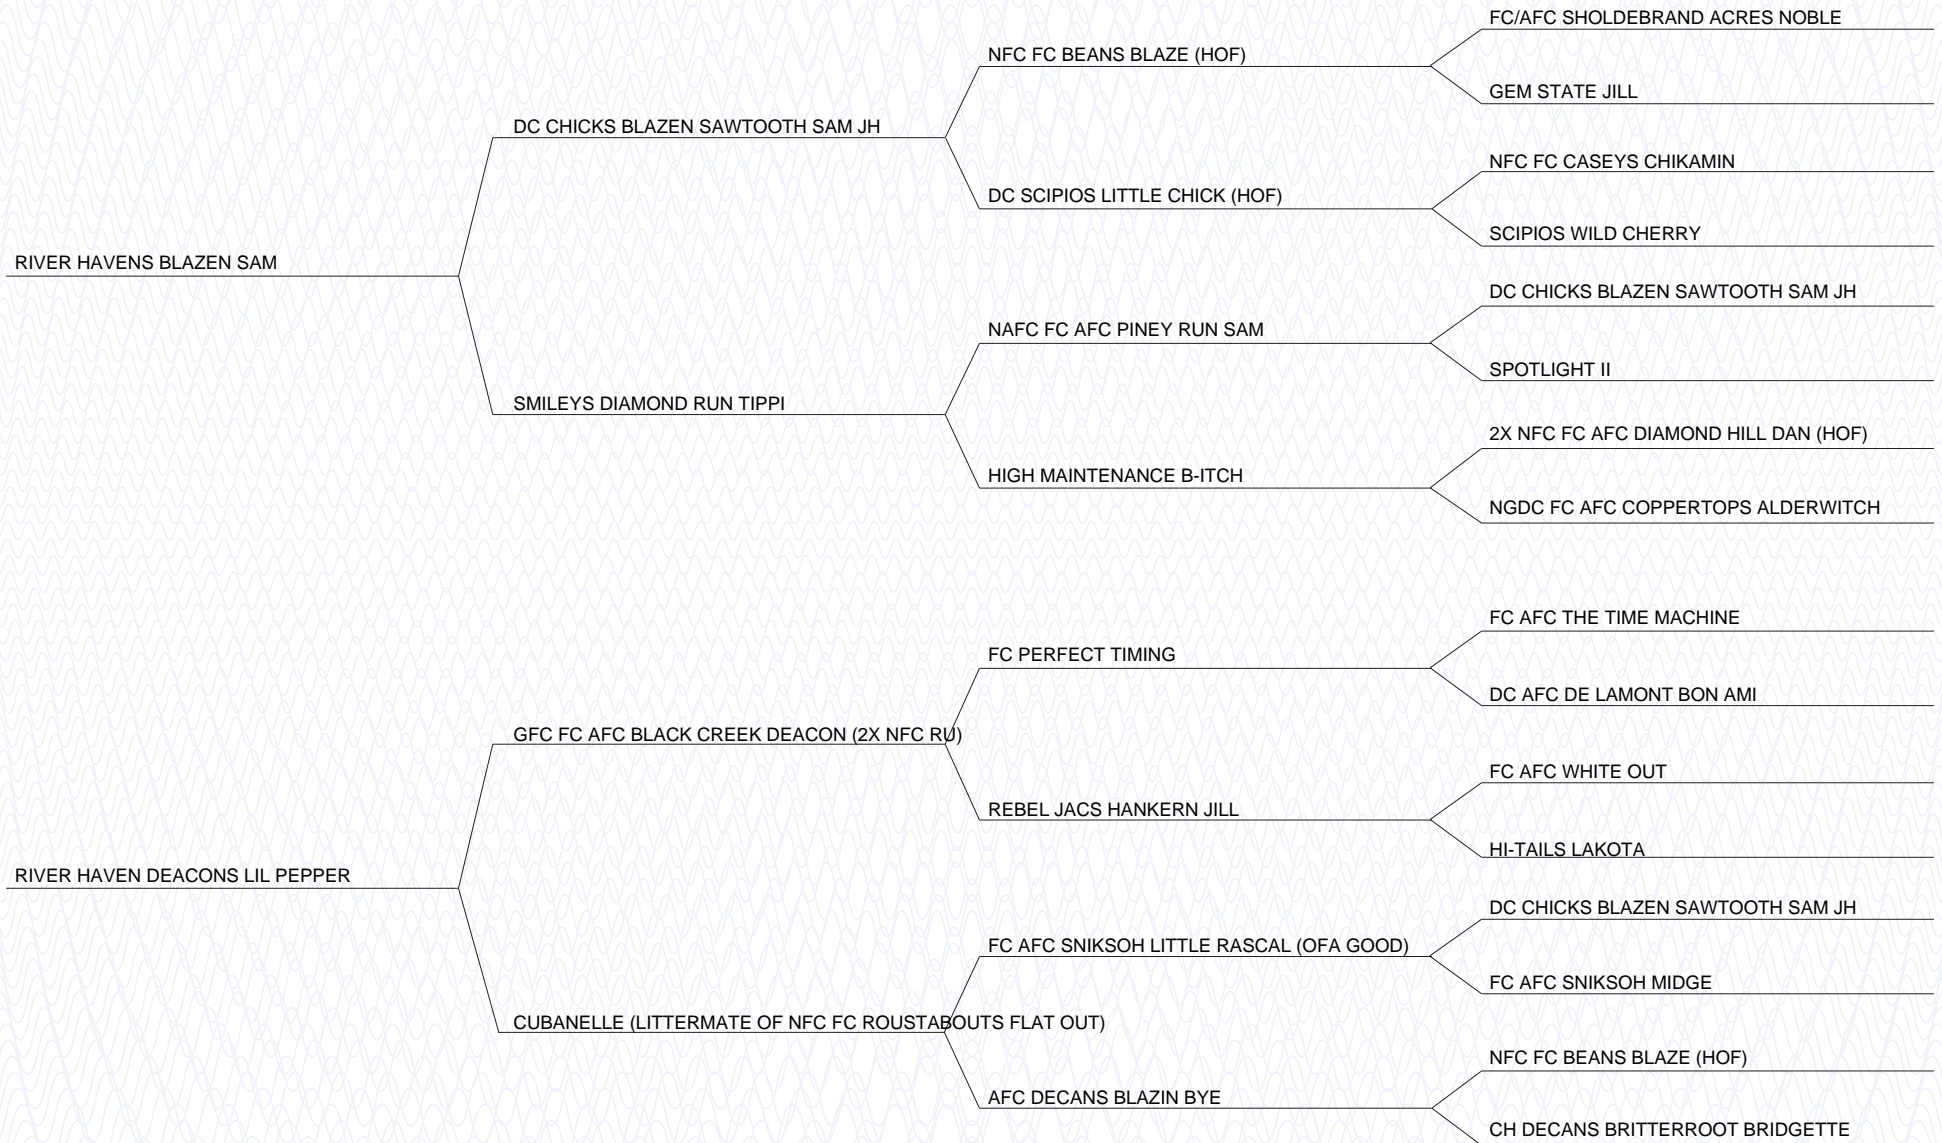 FC/AFC SHOLDEBRAND ACRES NOBLE
NFC FC BEANS BLAZE (HOF)
GEM STATE JILL
DC CHICKS BLAZEN SAWTOOTH SAM JH
NFC FC CASEYS CHIKAMIN
DC SCIPIOS LITTLE CHICK (HOF)
SCIPIOS WILD CHERRY
RIVER HAVENS BLAZEN SAM
DC CHICKS BLAZEN SAWTOOTH SAM JH
NAFC FC AFC PINEY RUN SAM
SPOTLIGHT II
SMILEYS DIAMOND RUN TIPPI
2X NFC FC AFC DIAMOND HILL DAN (HOF)
HIGH MAINTENANCE B-ITCH
NGDC FC AFC COPPERTOPS ALDERWITCH
FC AFC THE TIME MACHINE
FC PERFECT TIMING
DC AFC DE LAMONT BON AMI
GFC FC AFC BLACK CREEK DEACON (2X NFC RU)
FC AFC WHITE OUT
REBEL JACS HANKERN JILL
HI-TAILS LAKOTA
RIVER HAVEN DEACONS LIL PEPPER
DC CHICKS BLAZEN SAWTOOTH SAM JH
FC AFC SNIKSOH LITTLE RASCAL (OFA GOOD)
FC AFC SNIKSOH MIDGE
CUBANELLE (LITTERMATE OF NFC FC ROUSTABOUTS FLAT OUT)
NFC FC BEANS BLAZE (HOF)
AFC DECANS BLAZIN BYE
CH DECANS BRITTERROOT BRIDGETTE